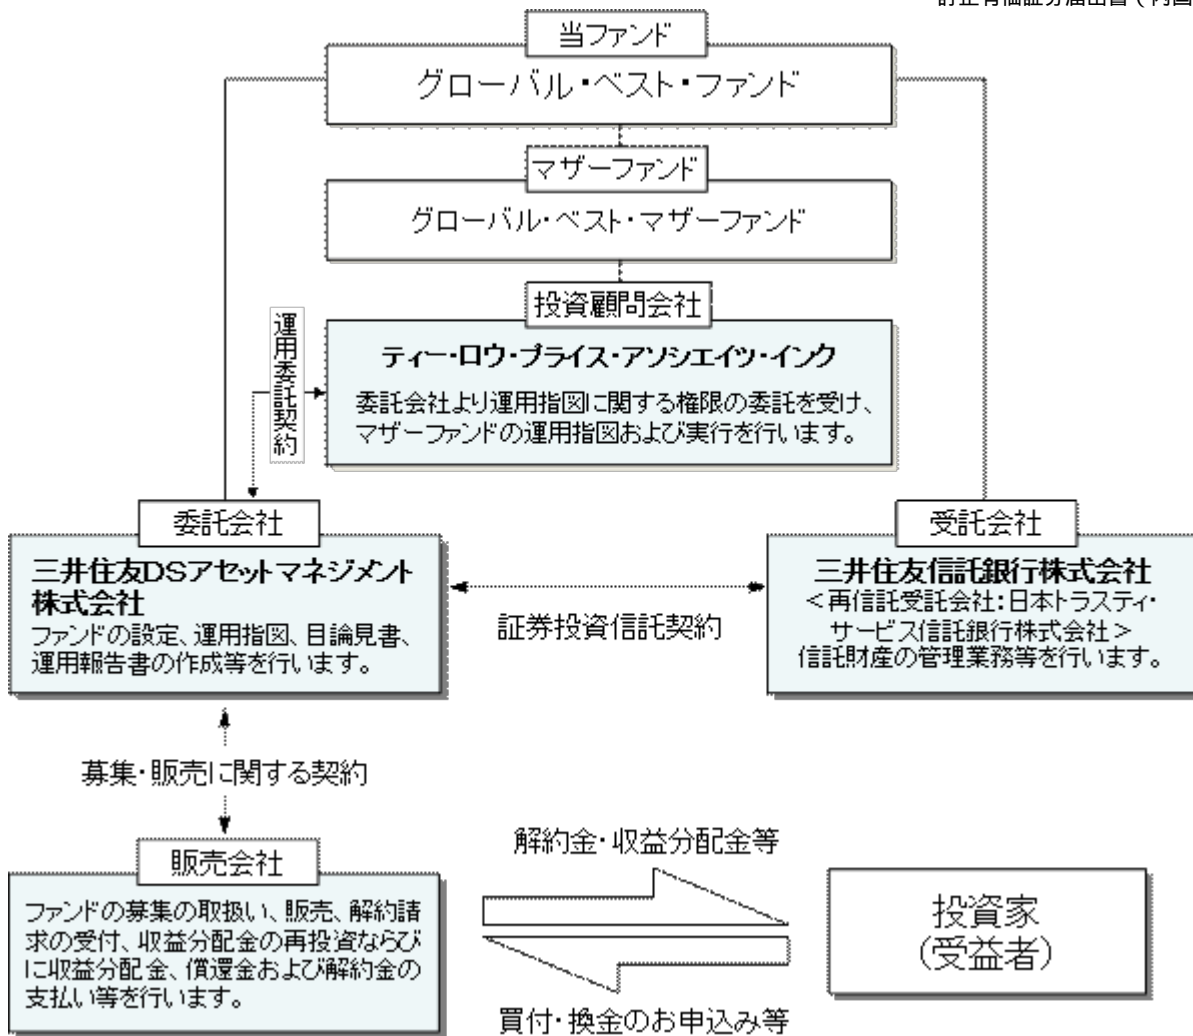 当ファンド
グローバル・ベスト・ファンド
マザーファンド
グローバル・ベスト・マザーファンド
投資顧問会社
ティー・ロウ・プライス・アソシエイツ・インク
委託会社より運用指図に関する権限の委託を受け、
マザーファンドの運用指図および実行を行います。
運用委託契約
委託会社
三井住友DSアセットマネジメント
株式会社
ファンドの設定、運用指図、目論見書、
運用報告書の作成等を行います。
証券投資信託契約
受託会社
三井住友信託銀行株式会社
<再信託受託会社:日本トラスティ・
サービス信託銀行株式会社>
信託財産の管理業務等を行います。
募集・販売に関する契約
販売会社
ファンドの募集の取扱い、販売、解約請
求の受付、収益分配金の再投資ならび
に収益分配金、償還金および解約金の
支払い等を行います。
解約金・収益分配金等
買付・換金のお申込み等
投資家
(受益者)